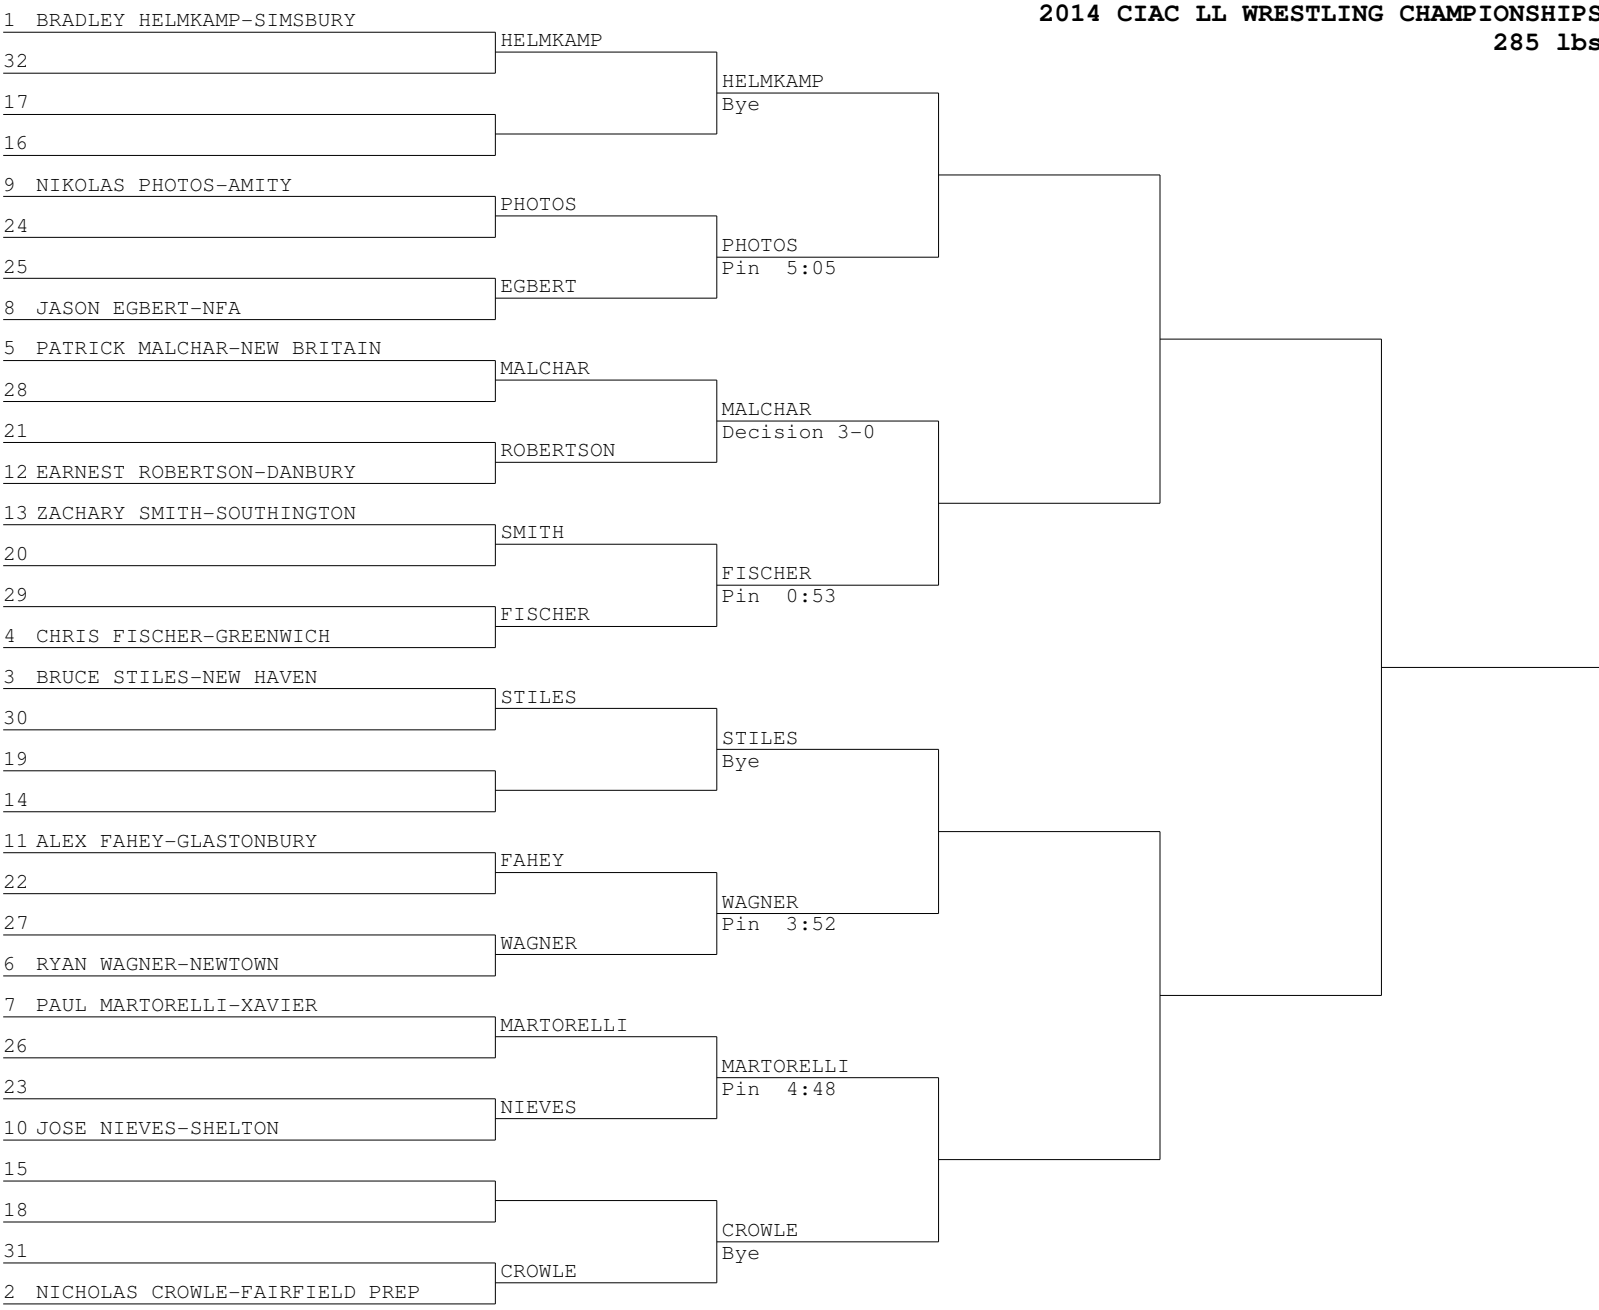 2014 CIAC LL WRESTLING CHAMPIONSHIPS
285 lbs
1 BRADLEY HELMKAMP-SIMSBURY
32
17
16
9 NIKOLAS PHOTOS-AMITY
24
25
8 JASON EGBERT-NFA
5 PATRICK MALCHAR-NEW BRITAIN
28
21
12 EARNEST ROBERTSON-DANBURY
13 ZACHARY SMITH-SOUTHINGTON
20
29
4 CHRIS FISCHER-GREENWICH
3 BRUCE STILES-NEW HAVEN
30
19
14
11 ALEX FAHEY-GLASTONBURY
22
27
6 RYAN WAGNER-NEWTOWN
7 PAUL MARTORELLI-XAVIER
26
23
10 JOSE NIEVES-SHELTON
15
18
31
2 NICHOLAS CROWLE-FAIRFIELD PREP
HELMKAMP
PHOTOS
EGBERT
MALCHAR
ROBERTSON
SMITH
FISCHER
STILES
FAHEY
WAGNER
MARTORELLI
NIEVES
CROWLE
HELMKAMP
Bye
PHOTOS
Pin 5:05
MALCHAR
Decision 3-0
FISCHER
Pin 0:53
STILES
Bye
WAGNER
Pin 3:52
MARTORELLI
Pin 4:48
CROWLE
Bye